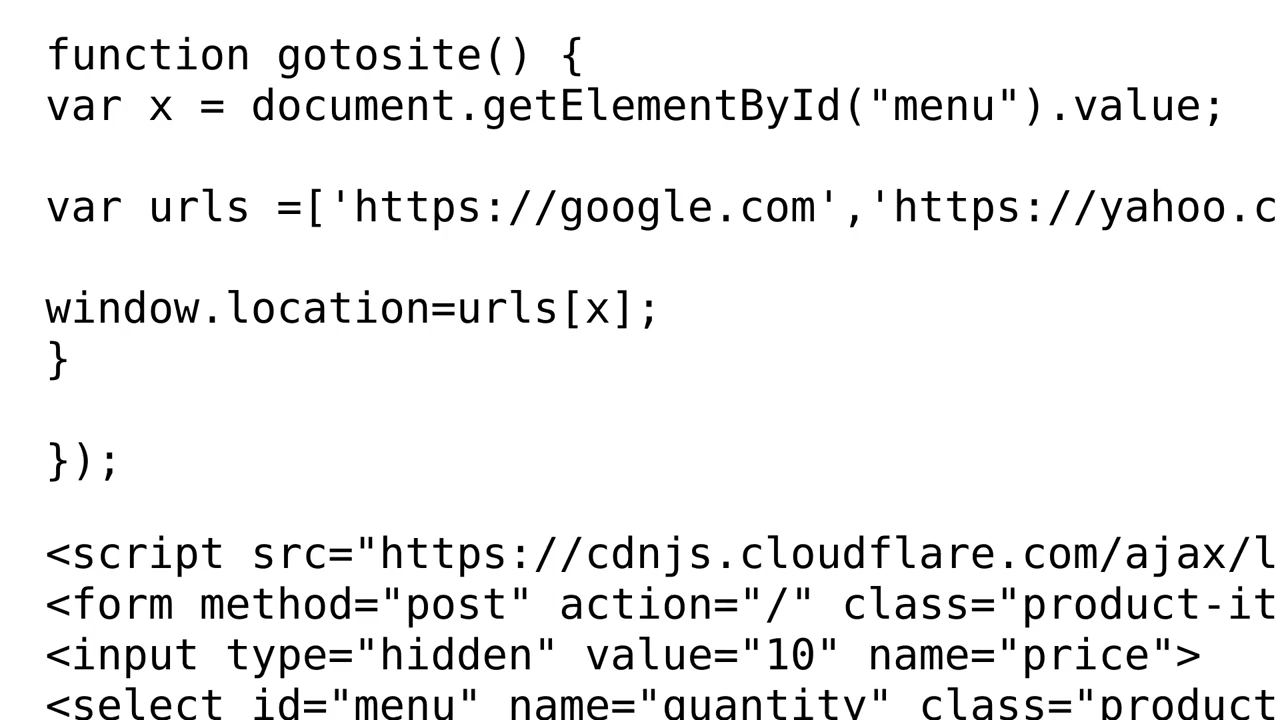 function gotosite() {
var x = document.getElementById("menu").value;
var urls =['https://google.com','https://yahoo.c
window.location=urls[x];
}
});
<script src="https://cdnjs.cloudflare.com/ajax/l
<form method="post" action="/" class="product-it
<input type="hidden" value="10" name="price">
<select id="menu" name="quantity" class="product